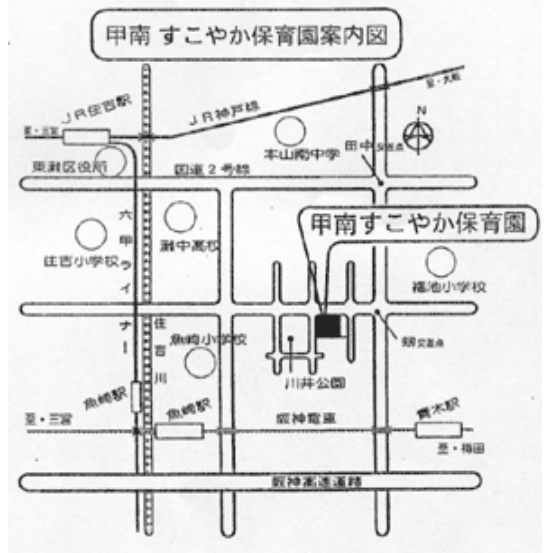 甲南 すこやか保育園案内図
至・大阪
JR住吉駅
JR神戸線
至・三宮
N
本山南中学
田中交差点
東灘区役所
国道2号線
甲南すこやか保育園
六甲ライナー
灘中高校
住吉小学校
福池小学校
住吉川
魚崎小学校
川井公園
魚崎駅
魚崎駅
青木駅
至・三宮
阪神電車
至・梅田
阪神高速道路